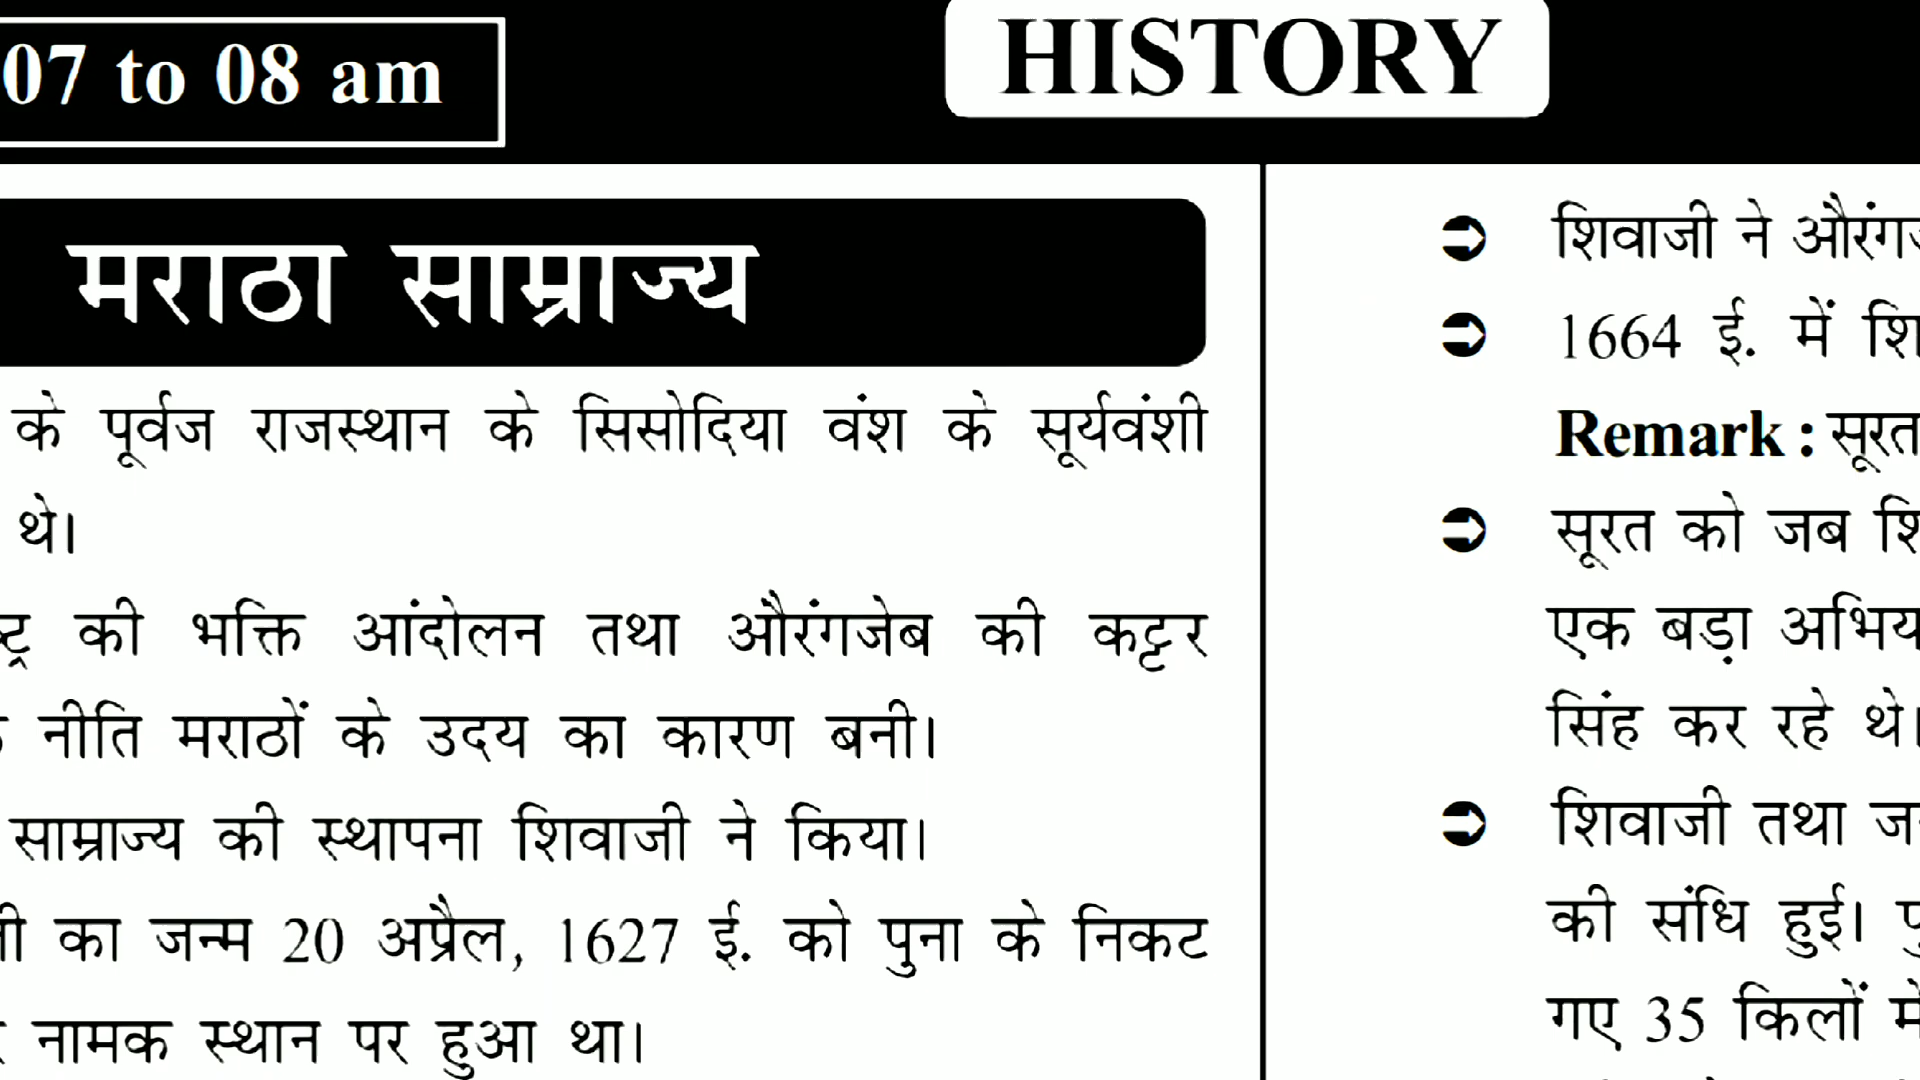 07 to 08 am
HISTORY
मराठा साम्राज्य
के पूर्वज राजस्थान के सिसोदिया वंश के सूर्यवंशी
थे।
की भक्ति आंदोलन तथा औरंगजेब की कट्टर
नीति मराठों के उदय का कारण बनी।
साम्राज्य की स्थापना शिवाजी ने किया।
का जन्म 20 अप्रैल, 1627 ई. को पुना के निकट
नामक स्थान पर हुआ था।
शिवाजी ने
1664 ई. में
Remark : सूरत
सूरत को जब
एक बड़ा
सिंह कर रहे थे।
शिवाजी तथा
की संधि हुई।
गए 35 किलों